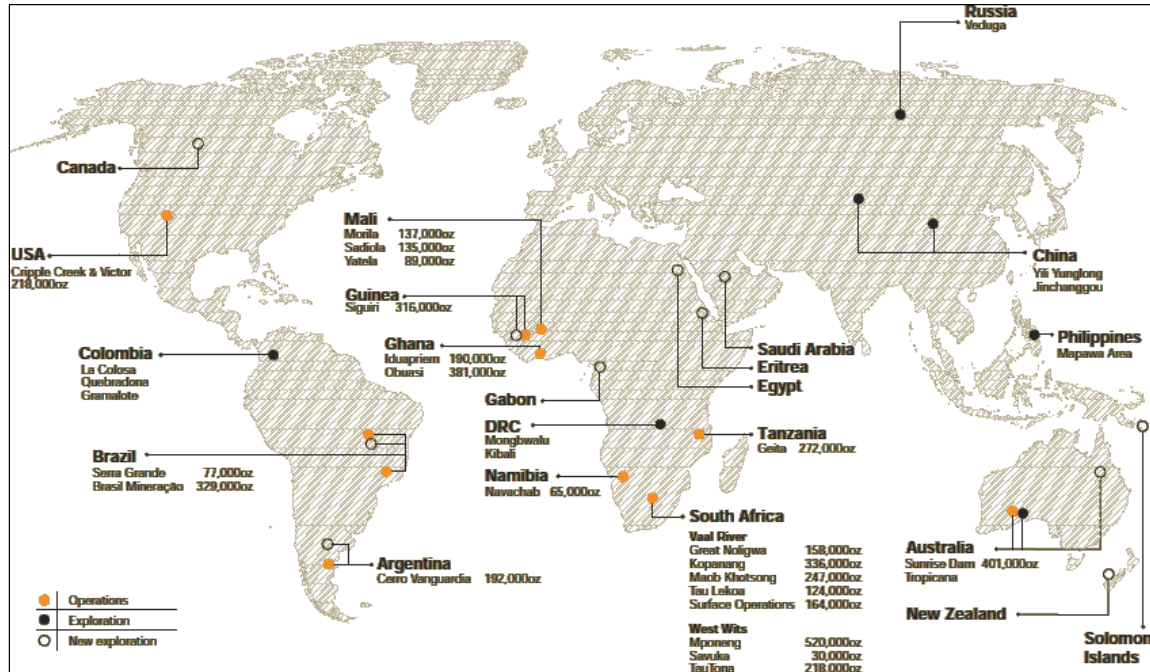 Russia
Veduga
Canada
USA
Cripple Creek & Victor
218,000oz
Mali
Morila 137,000oz
Sadiola 135,000oz
Yatela 89,000oz
Guinea
Siguiri 316,000oz
Ghana
Iduapriem 190,000oz
Obuasi 381,000oz
China
Yili Yunglong
Jinchanggou
Philippines
Mapawa Area
Saudi Arabia
Eritrea
Egypt
Colombia
La Colosa
Quebradona
Gramalote
Gabon
DRC
Mongbwalu
Kibali
Tanzania
Geita 272,000oz
Brazil
Serra Grande 77,000oz
Brasil Mineração 329,000oz
Namibia
Navachab 65,000oz
South Africa
Vaal River
Great Noligwa 158,000oz
Kopanang 336,000oz
Maob Khotsong 247,000oz
Tau Lekoa 124,000oz
Surface Operations 164,000oz
West Wits
Mponeng 520,000oz
Savuka 30,000oz
TauTona 218,000oz
Argentina
Cerro Vanguardia 192,000oz
Australia
Sunrise Dam 401,000oz
Tropicana
New Zealand
Solomon
Islands
Operations
Exploration
New exploration